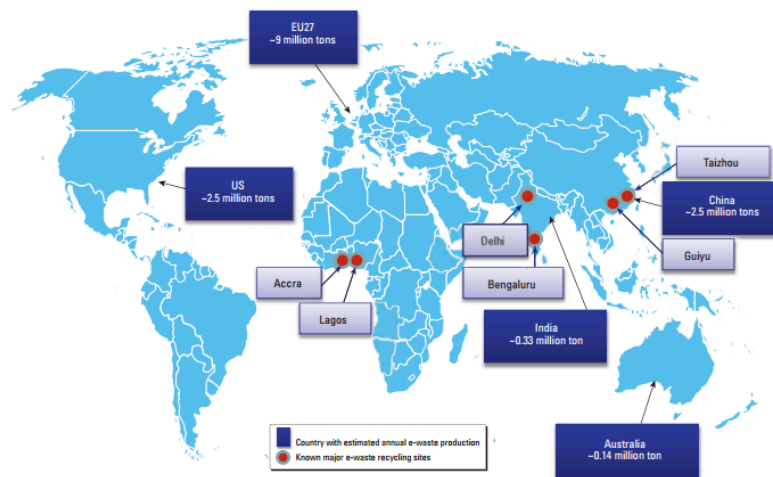 EU27
~9 million tons
US
~2.5 million tons
Taizhou
China
~2.5 million tons
Guiyu
Delhi
Bengaluru
Accra
Lagos
India
~0.33 million ton
Australia
~0.14 million ton
Country with estimated annual e-waste production
Known major e-waste recycling sites